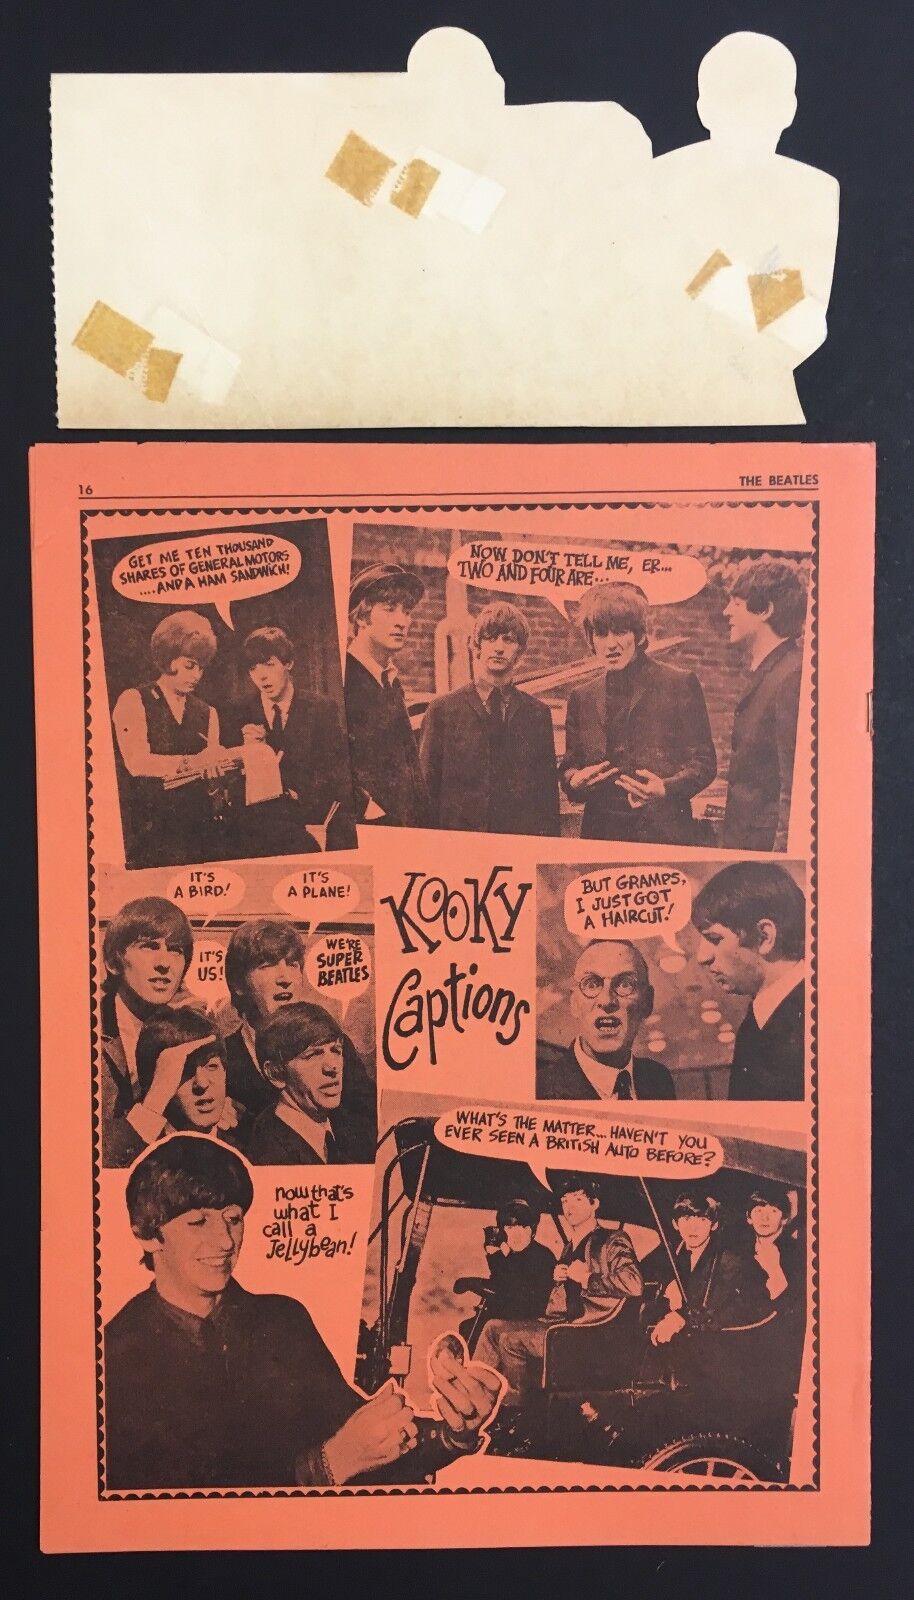 16
THE BEATLES
GET ME TEN THOUSAND
SHARES OF GENERAL MOTORS
....AND A HAM SANDWICH!
NOW DON'T TELL ME, ER...
TWO AND FOUR ARE...
IT'S
A BIRD!
IT'S
A PLANE!
IT'S
US!
WE'RE
SUPER
BEATLES
KOOKY
Captions
BUT GRAMPS,
I JUST GOT
A HAIRCUT!
WHAT'S THE MATTER... HAVEN'T YOU
EVER SEEN A BRITISH AUTO BEFORE?
now that's
what I
call a
Jellybean!